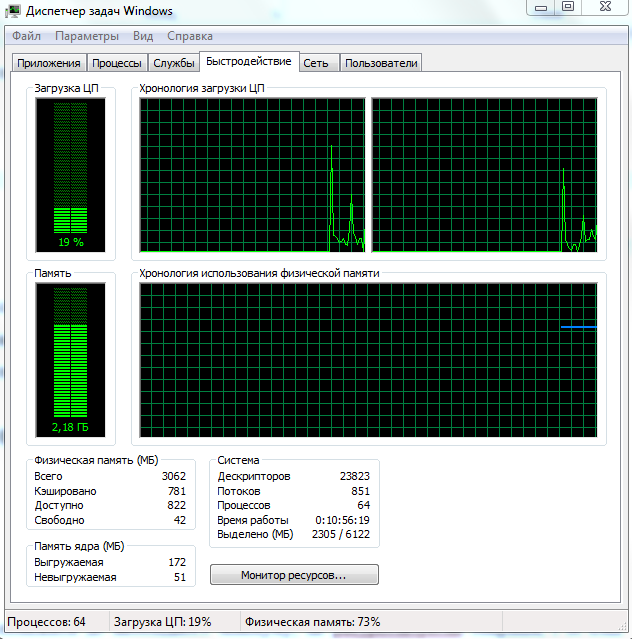 Диспетчер задач Windows
Файл Параметры Вид Справка
Приложения Процессы Службы Быстродействие Сеть Пользователи
Загрузка ЦП
19 %
Хронология загрузки ЦП
Память
2,18 ГБ
Хронология использования физической памяти
Физическая память (МБ)
Всего 3062
Кэшировано 781
Доступно 822
Свободно 42
Память ядра (МБ)
Выгружаемая 172
Невыгружаемая 51
Система
Дескрипторов 23823
Потоков 851
Процессов 64
Время работы 0:10:56:19
Выделено (МБ) 2305 / 6122
Монитор ресурсов...
Процессов: 64 Загрузка ЦП: 19% Физическая память: 73%